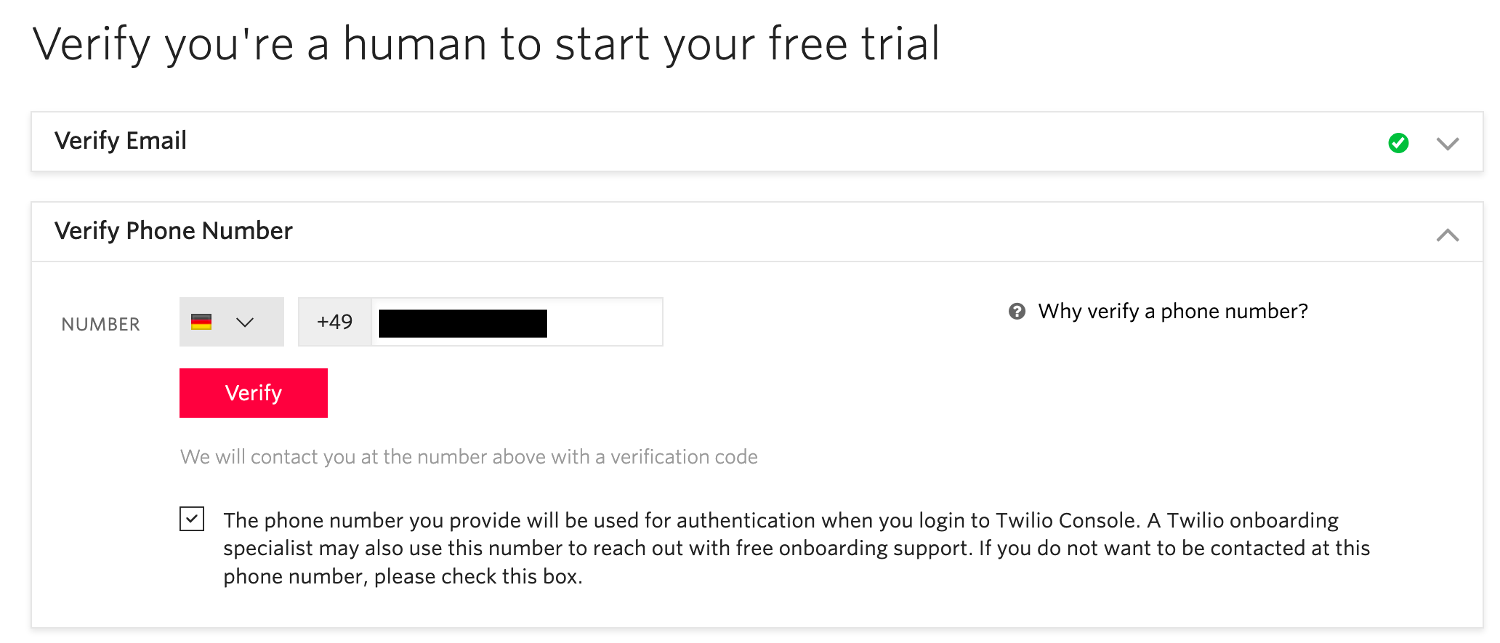 Verify you're a human to start your free trial
Verify Email
Verify Phone Number
NUMBER
+49
Why verify a phone number?
Verify
We will contact you at the number above with a verification code
The phone number you provide will be used for authentication when you login to Twilio Console. A Twilio onboarding
specialist may also use this number to reach out with free onboarding support. If you do not want to be contacted at this
phone number, please check this box.